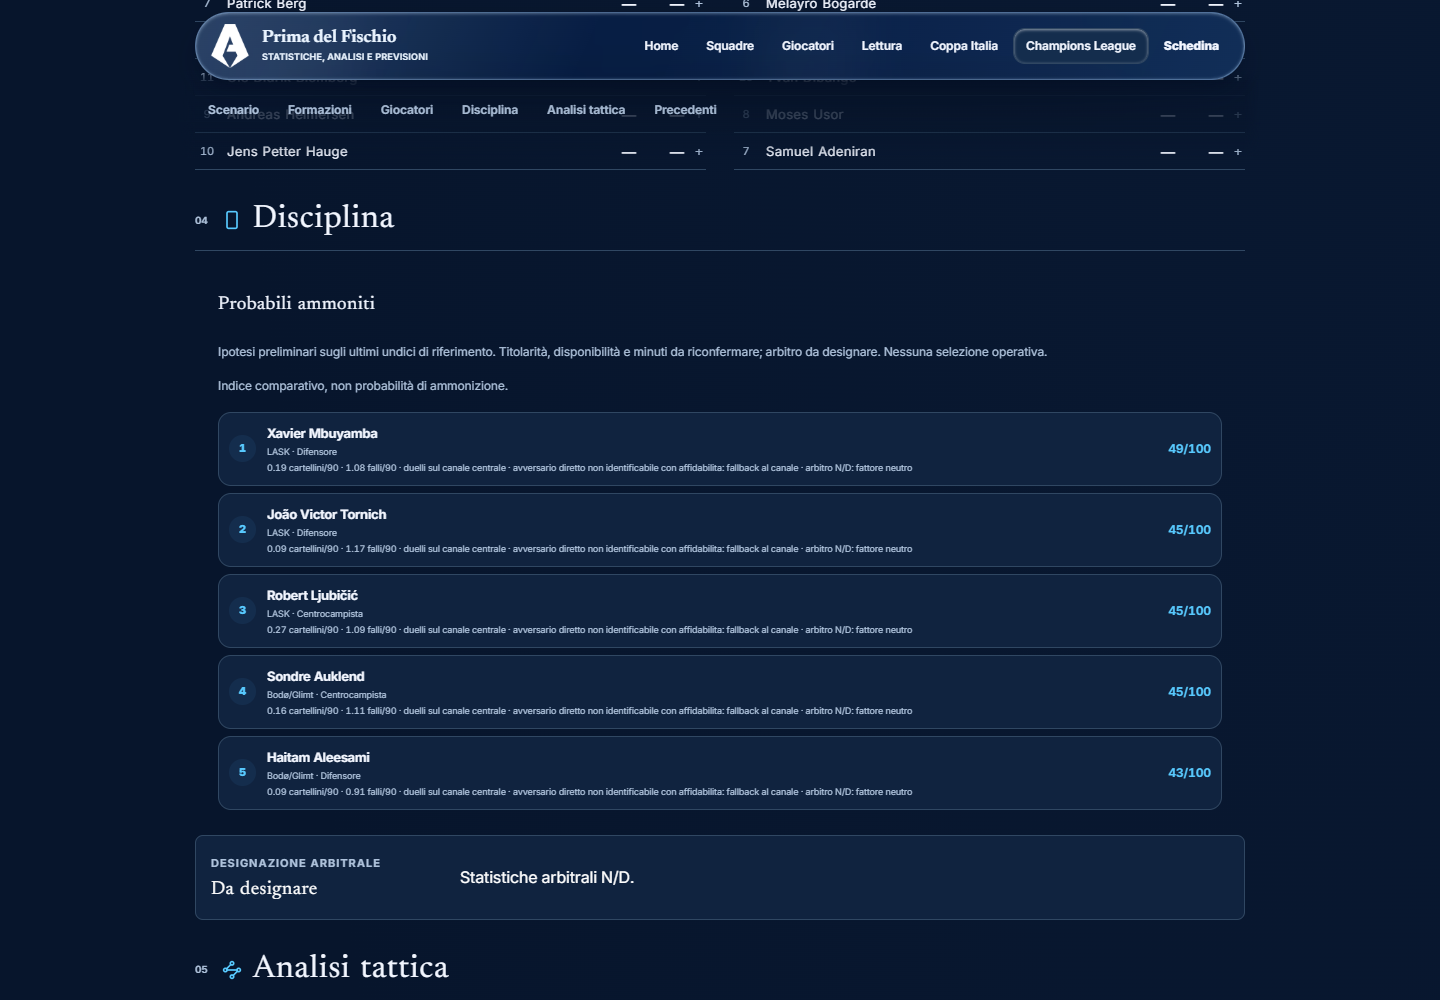 7 Patrick Berg — — + 6 Melayro Bogarde — — +
Prima del Fischio
STATISTICHE, ANALISI E PREVISIONI
Home Squadre Giocatori Lettura Coppa Italia Champions League Schedina
Scenario Formazioni Giocatori Disciplina Analisi tattica Precedenti
8 Moses Usor — — +
10 Jens Petter Hauge — — + 7 Samuel Adeniran — — +
04 Disciplina
Probabili ammoniti
Ipotesi preliminari sugli ultimi undici di riferimento. Titolarità, disponibilità e minuti da riconfermare; arbitro da designare. Nessuna selezione operativa.
Indice comparativo, non probabilità di ammonizione.
1 Xavier Mbuyamba 49/100
LASK · Difensore
0.19 cartellini/90 · 1.08 falli/90 · duelli sul canale centrale · avversario diretto non identificabile con affidabilità: fallback al canale · arbitro N/D: fattore neutro
2 João Victor Tornich 45/100
LASK · Difensore
0.09 cartellini/90 · 1.17 falli/90 · duelli sul canale centrale · avversario diretto non identificabile con affidabilità: fallback al canale · arbitro N/D: fattore neutro
3 Robert Ljubičić 45/100
LASK · Centrocampista
0.27 cartellini/90 · 1.09 falli/90 · duelli sul canale centrale · avversario diretto non identificabile con affidabilità: fallback al canale · arbitro N/D: fattore neutro
4 Sondre Auklend 45/100
Bodø/Glimt · Centrocampista
0.16 cartellini/90 · 1.11 falli/90 · duelli sul canale centrale · avversario diretto non identificabile con affidabilità: fallback al canale · arbitro N/D: fattore neutro
5 Haitam Aleesami 43/100
Bodø/Glimt · Difensore
0.09 cartellini/90 · 0.91 falli/90 · duelli sul canale centrale · avversario diretto non identificabile con affidabilità: fallback al canale · arbitro N/D: fattore neutro
DESIGNAZIONE ARBITRALE
Da designare
Statistiche arbitrali N/D.
05 Analisi tattica